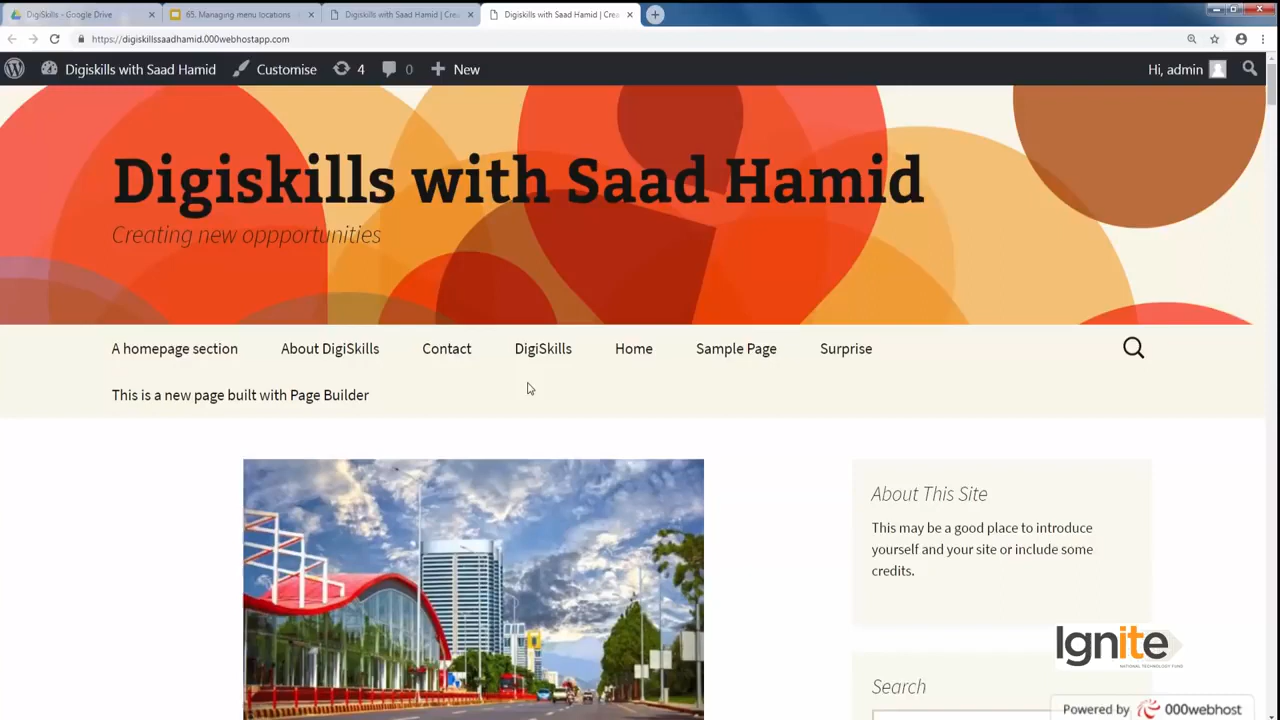 DigiSkills - Google Drive
65. Managing menu locations
Digiskills with Saad Hamid | Cre
Digiskills with Saad Hamid | Crea
https://digiskillssaadhamid.000webhostapp.com
Digiskills with Saad Hamid
Customise
4
0
New
Hi, admin
Digiskills with Saad Hamid
Creating new oppportunities
A homepage section
About DigiSkills
Contact
DigiSkills
Home
Sample Page
Surprise
This is a new page built with Page Builder
About This Site
This may be a good place to introduce
yourself and your site or include some
credits.
Ignite
NATIONAL TECHNOLOGY FUND
Search
Powered by 000webhost